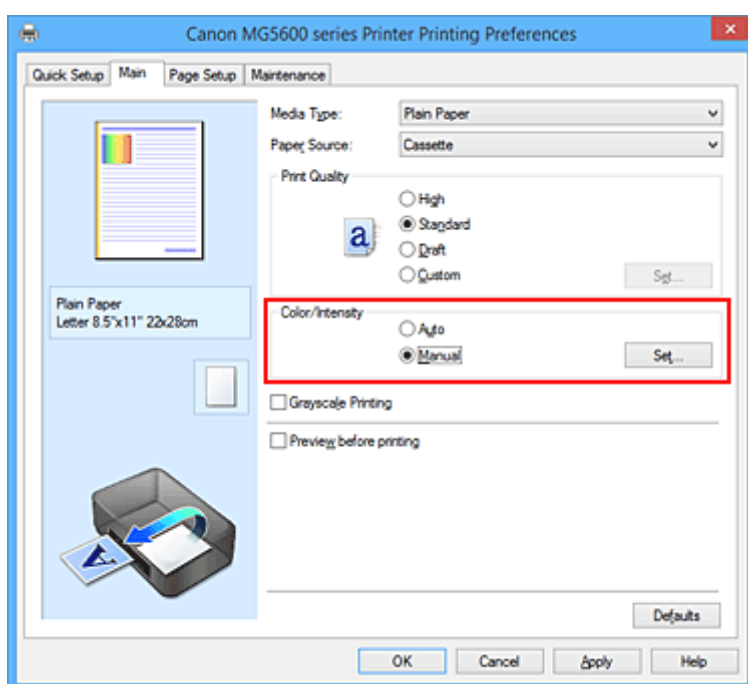 Canon MG5600 series Printer Printing Preferences
Quick Setup Main Page Setup Maintenance
Media Type: Plain Paper
Paper Source: Cassette
Print Quality
High
a Standard
Draft
Custom Set...
Plain Paper
Letter 8.5"x11" 22x28cm
Color/Intensity
Auto
Manual Set...
Grayscale Printing
Preview before printing
A
Defaults
OK Cancel Apply Help